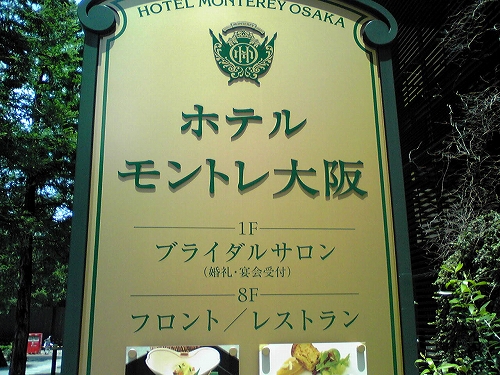 HOTEL MONTEREY OSAKA
ホテル
モントレ大阪
1F
ブライダルサロン
(婚礼・宴会受付)
8F
フロント／レストラン